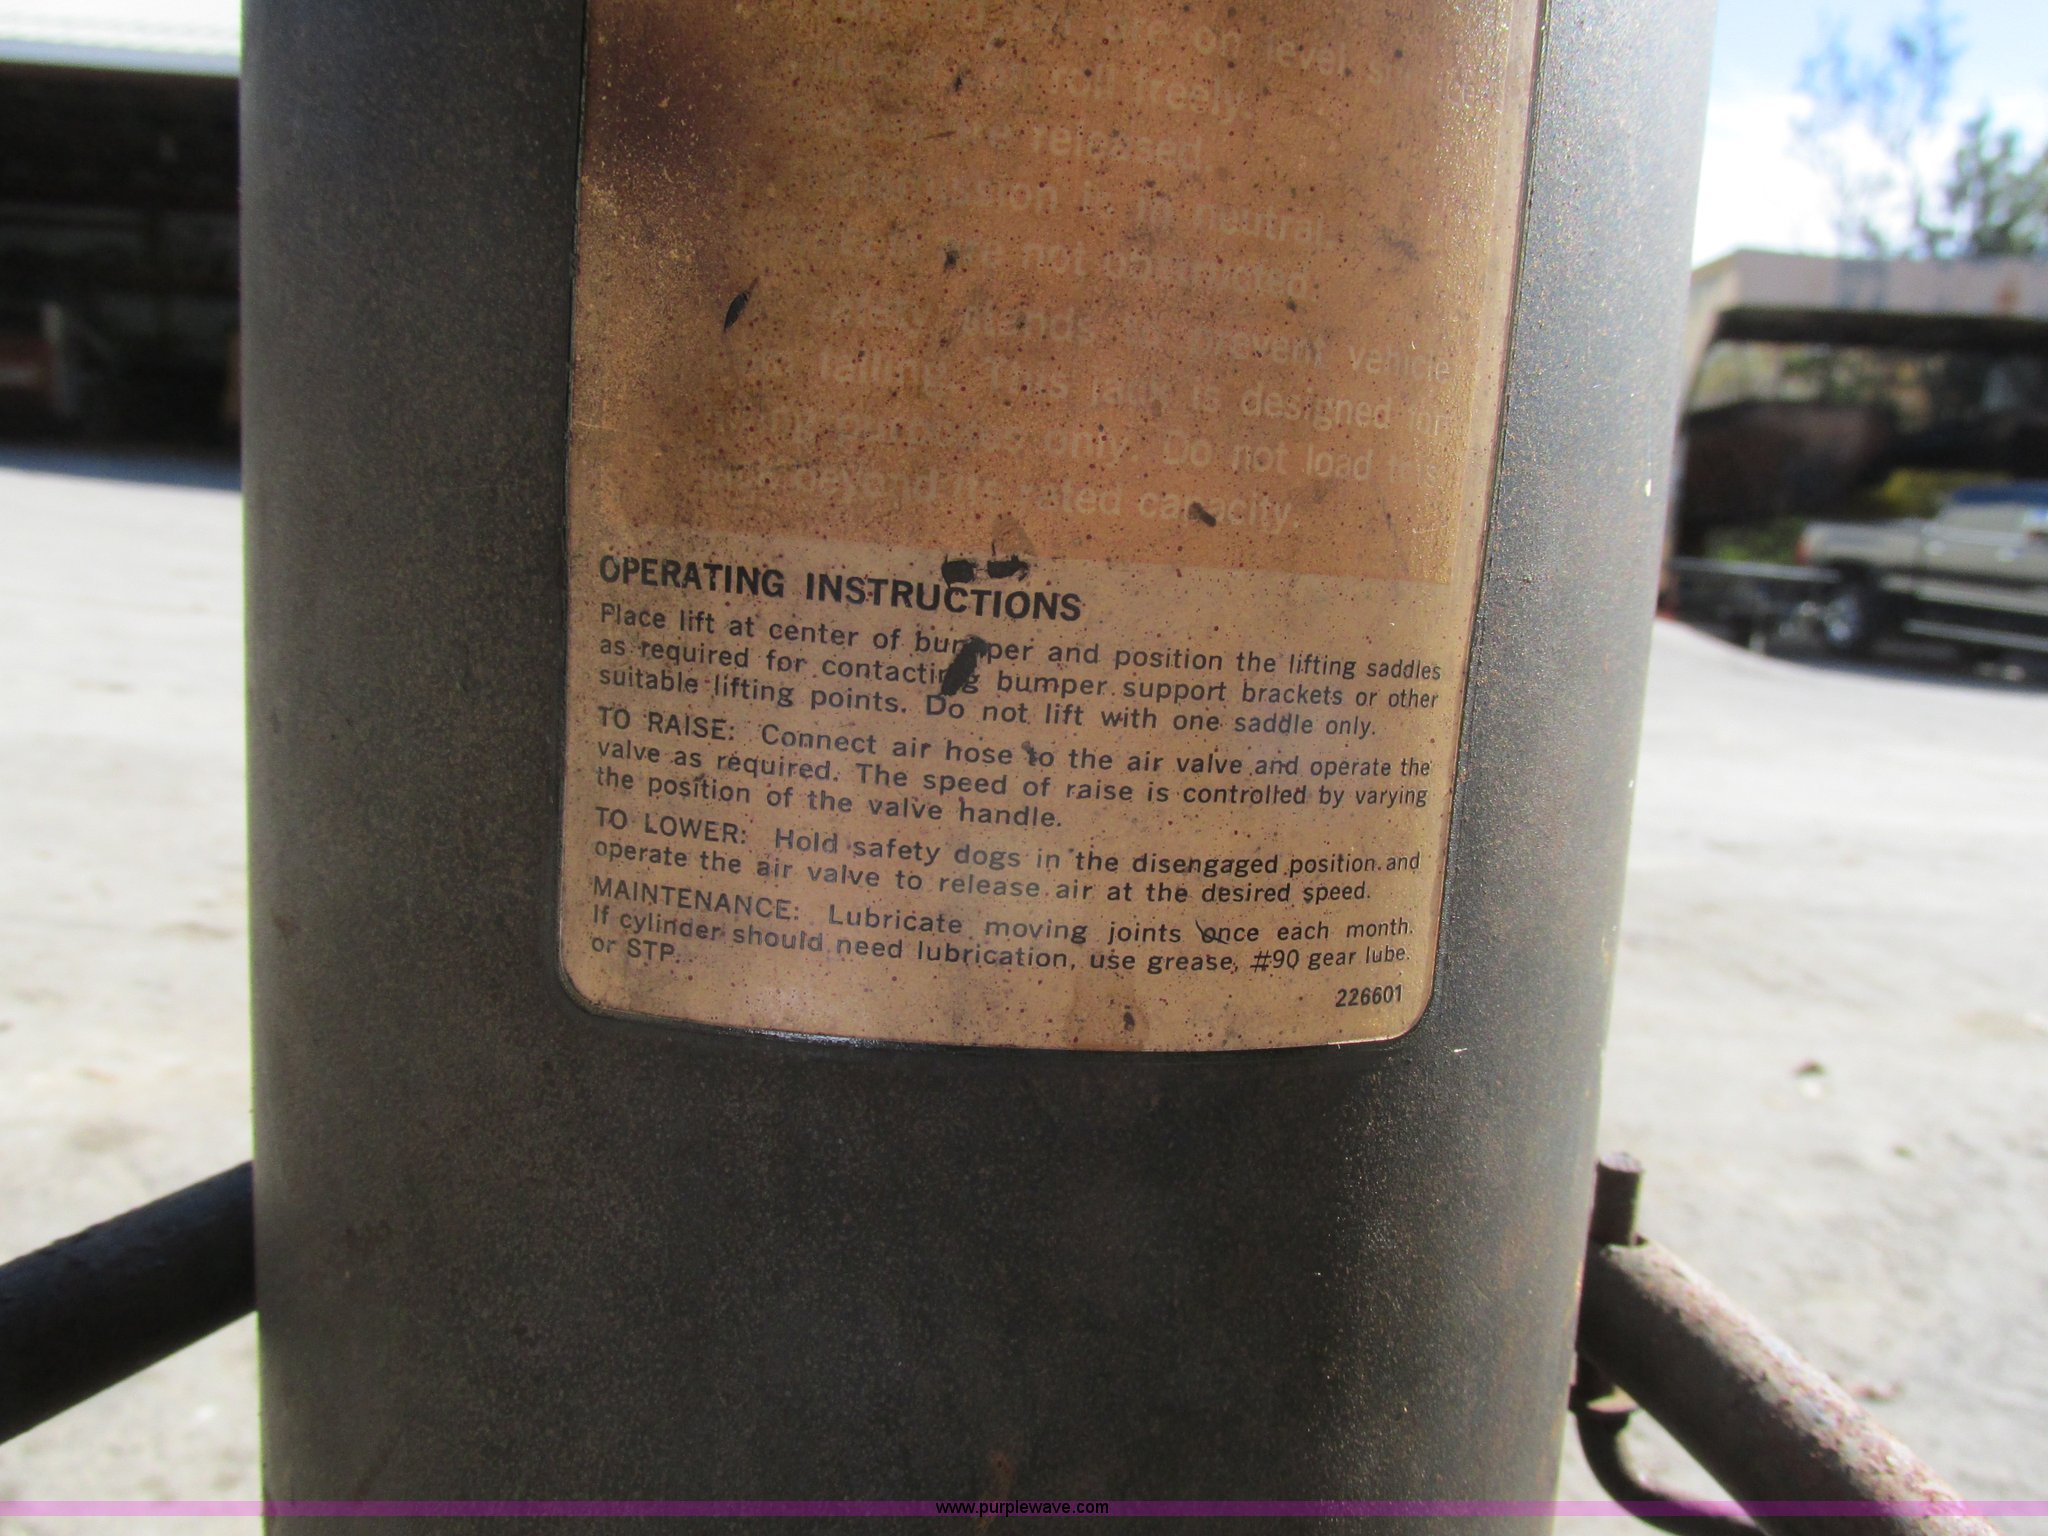 on level
roll freely.
are released.
is in neutral.
are not obstructed.
stands to prevent vehicle
falling. This jack is designed for
purposes only. Do not load this
beyond its rated capacity.
OPERATING INSTRUCTIONS
Place lift at center of bumper and position the lifting saddles
as required for contacting bumper support brackets or other
suitable lifting points. Do not lift with one saddle only.
TO RAISE: Connect air hose to the air valve and operate the
valve as required. The speed of raise is controlled by varying
the position of the valve handle.
TO LOWER: Hold safety dogs in the disengaged position and
operate the air valve to release air at the desired speed.
MAINTENANCE: Lubricate moving joints once each month.
If cylinder should need lubrication, use grease, #90 gear lube.
or STP.
226601
www.purplewave.com